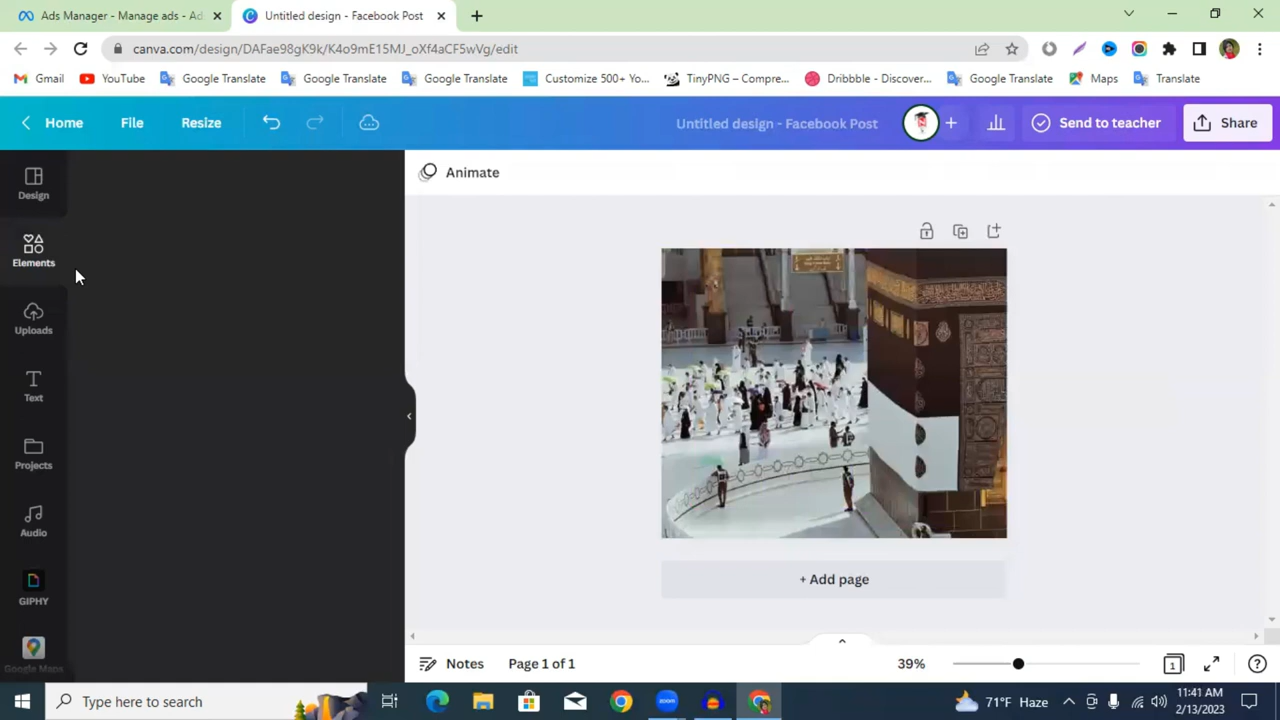 Ads Manager - Manage ads - Ad
Untitled design - Facebook Post
canva.com/design/DAFae98gK9k/K4o9mE15MJ_oXf4aCF5wVg/edit
Gmail
YouTube
Google Translate
Google Translate
Google Translate
Customize 500+ Yo...
TinyPNG – Compre...
Dribbble - Discover...
Google Translate
Maps
Translate
Home
File
Resize
Untitled design - Facebook Post
Send to teacher
Share
Design
Elements
Uploads
Text
Projects
Audio
GIPHY
Google Maps
Animate
+ Add page
Notes
Page 1 of 1
39%
1
Type here to search
71°F Haze
11:41 AM
2/13/2023